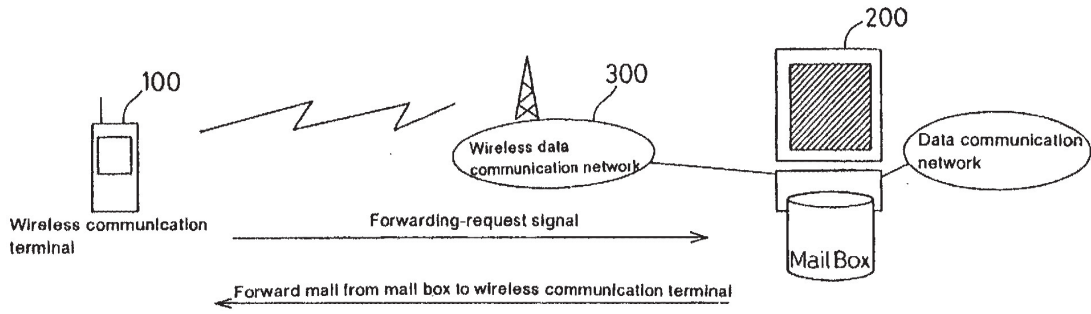 200
100
300
Wireless data
communication network
Data communication
network
Wireless communication
terminal
Forwarding-request signal
Mail Box
Forward mail from mail box to wireless communication terminal